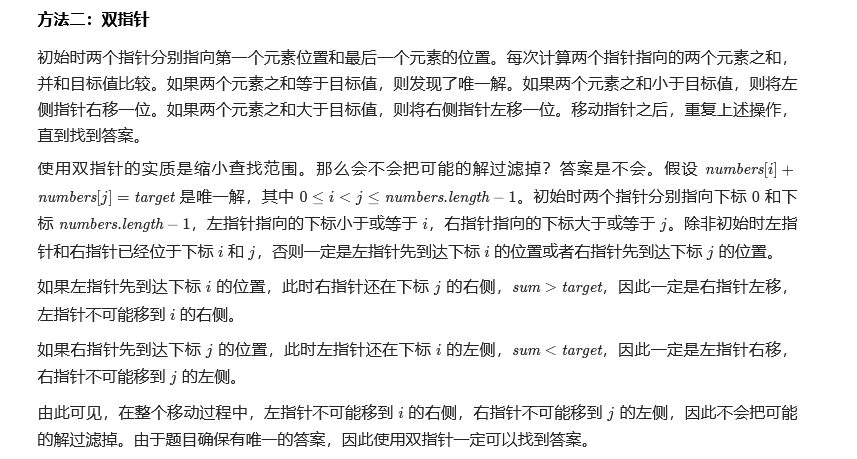 方法二：双指针
初始时两个指针分别指向第一个元素位置和最后一个元素的位置。每次计算两个指针指向的两个元素之和，
并和目标值比较。如果两个元素之和等于目标值，则发现了唯一解。如果两个元素之和小于目标值，则将左
侧指针右移一位。如果两个元素之和大于目标值，则将右侧指针左移一位。移动指针之后，重复上述操作，
直到找到答案。
使用双指针的实质是缩小查找范围。那么会不会把可能的解过滤掉？答案是不会。假设 numbers[i] +
numbers[j] = target 是唯一解，其中 0 ≤ i < j ≤ numbers.length − 1。初始时两个指针分别指向下标 0 和下
标 numbers.length − 1，左指针指向的下标小于或等于 i，右指针指向的下标大于或等于 j。除非初始时左指
针和右指针已经位于下标 i 和 j，否则一定是左指针先到达下标 i 的位置或者右指针先到达下标 j 的位置。
如果左指针先到达下标 i 的位置，此时右指针还在下标 j 的右侧，sum > target，因此一定是右指针左移，
左指针不可能移到 i 的右侧。
如果右指针先到达下标 j 的位置，此时左指针还在下标 i 的左侧，sum < target，因此一定是左指针右移，
右指针不可能移到 j 的左侧。
由此可见，在整个移动过程中，左指针不可能移到 i 的右侧，右指针不可能移到 j 的左侧，因此不会把可能
的解过滤掉。由于题目确保有唯一的答案，因此使用双指针一定可以找到答案。